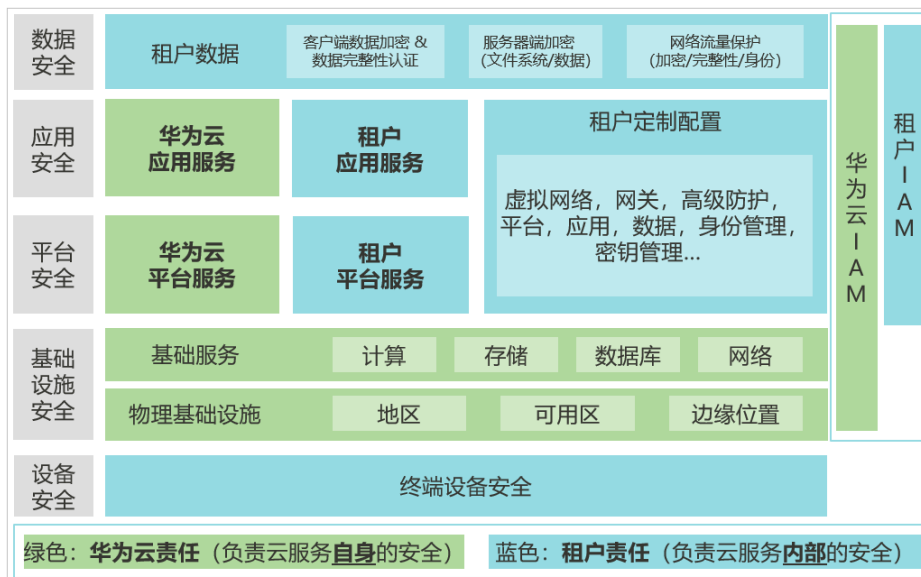 数据
安全
租户数据
客户端数据加密 &
数据完整性认证
服务器端加密
(文件系统/数据)
网络流量保护
(加密/完整性/身份)
应用
安全
华为云
应用服务
租户
应用服务
租户定制配置
虚拟网络，网关，高级防护，
平台，应用，数据，身份管理，
密钥管理...
平台
安全
华为云
平台服务
租户
平台服务
华为云IAM
租户IAM
基础
设施
安全
基础服务
计算
存储
数据库
网络
物理基础设施
地区
可用区
边缘位置
设备
安全
终端设备安全
绿色：华为云责任（负责云服务自身的安全）
蓝色：租户责任（负责云服务内部的安全）